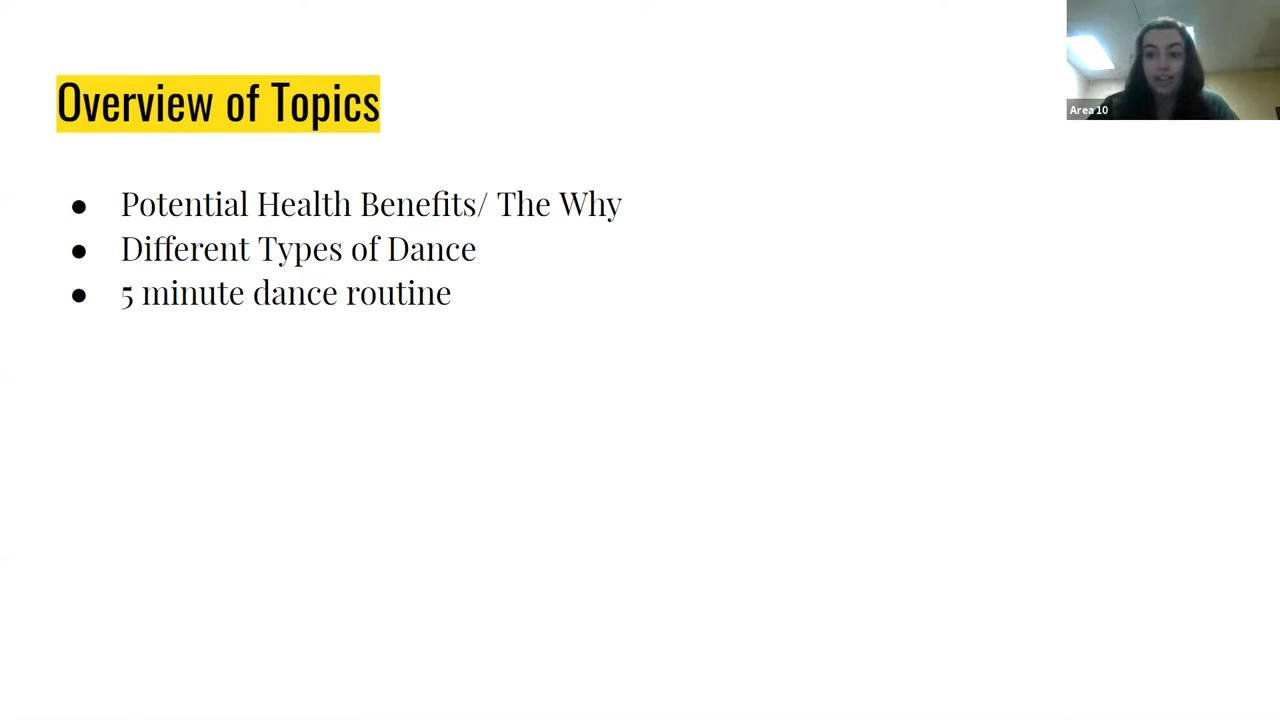 Overview of Topics
Area 10
● Potential Health Benefits/ The Why
● Different Types of Dance
● 5 minute dance routine